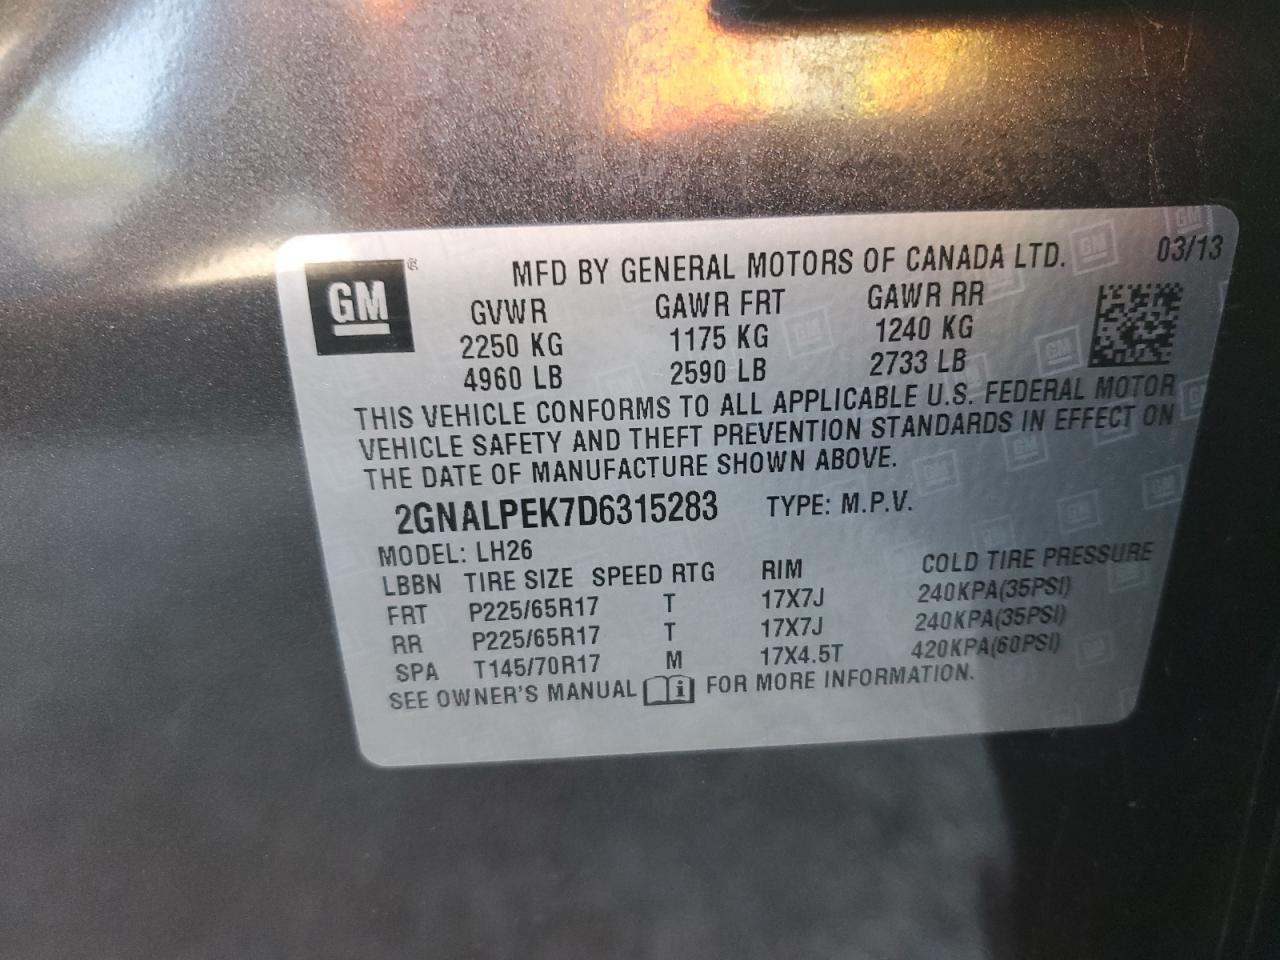 GM ® MFD BY GENERAL MOTORS OF CANADA LTD. 03/13
GVWR GAWR FRT GAWR RR
2250 KG 1175 KG 1240 KG
4960 LB 2590 LB 2733 LB
THIS VEHICLE CONFORMS TO ALL APPLICABLE U.S. FEDERAL MOTOR
VEHICLE SAFETY AND THEFT PREVENTION STANDARDS IN EFFECT ON
THE DATE OF MANUFACTURE SHOWN ABOVE.
2GNALPEK7D6315283 TYPE: M.P.V.
MODEL: LH26
LBBN TIRE SIZE SPEED RTG RIM COLD TIRE PRESSURE
FRT P225/65R17 T 17X7J 240KPA(35PSI)
RR P225/65R17 T 17X7J 240KPA(35PSI)
SPA T145/70R17 M 17X4.5T 420KPA(60PSI)
SEE OWNER'S MANUAL i FOR MORE INFORMATION.